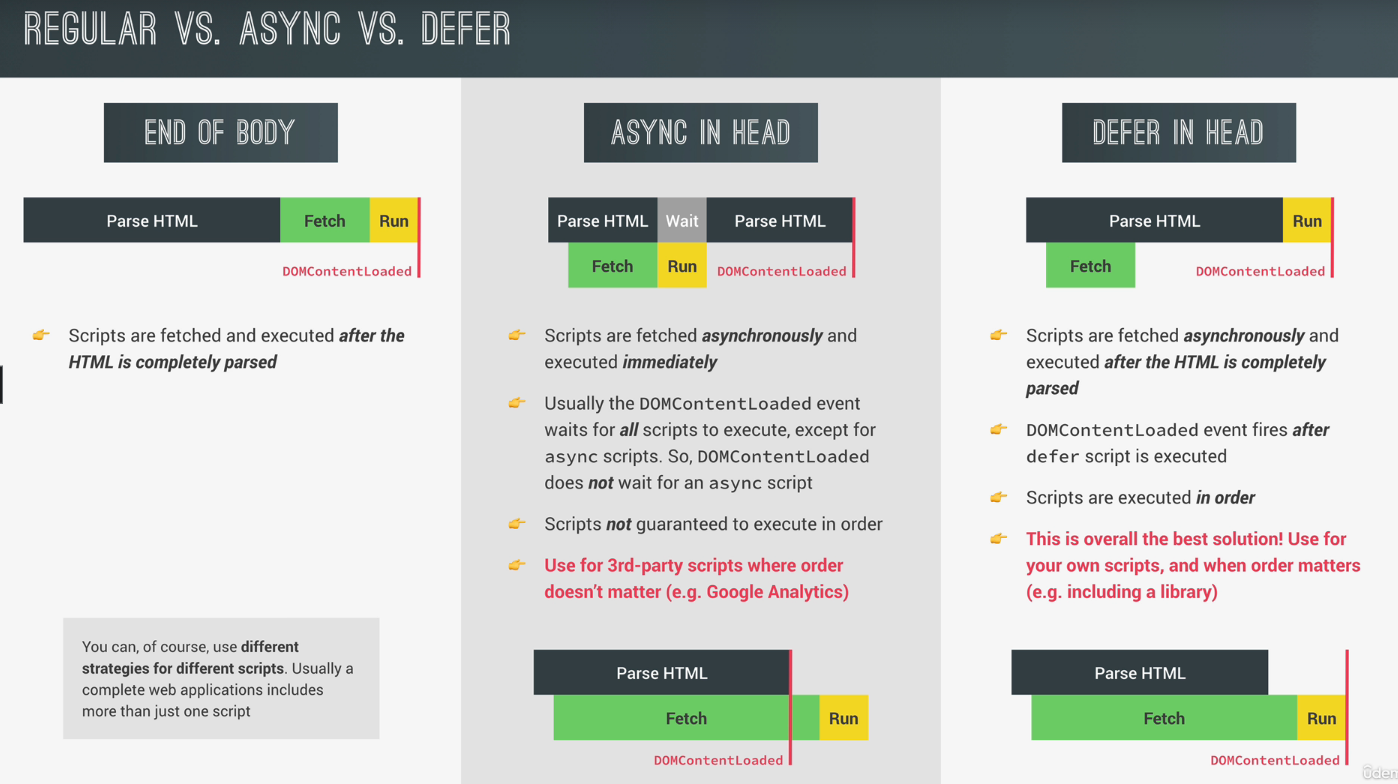 REGULAR VS. ASYNC VS. DEFER
END OF BODY
Parse HTML
Fetch
Run
DOMContentLoaded
👉 Scripts are fetched and executed after the
HTML is completely parsed
You can, of course, use different
strategies for different scripts. Usually a
complete web applications includes
more than just one script
ASYNC IN HEAD
Parse HTML
Wait
Parse HTML
Fetch
Run
DOMContentLoaded
👉 Scripts are fetched asynchronously and
executed immediately
👉 Usually the DOMContentLoaded event
waits for all scripts to execute, except for
async scripts. So, DOMContentLoaded
does not wait for an async script
👉 Scripts not guaranteed to execute in order
👉 Use for 3rd-party scripts where order
doesn’t matter (e.g. Google Analytics)
Parse HTML
Fetch
Run
DOMContentLoaded
DEFER IN HEAD
Parse HTML
Run
Fetch
DOMContentLoaded
👉 Scripts are fetched asynchronously and
executed after the HTML is completely
parsed
👉 DOMContentLoaded event fires after
defer script is executed
👉 Scripts are executed in order
👉 This is overall the best solution! Use for
your own scripts, and when order matters
(e.g. including a library)
Parse HTML
Fetch
Run
DOMContentLoaded